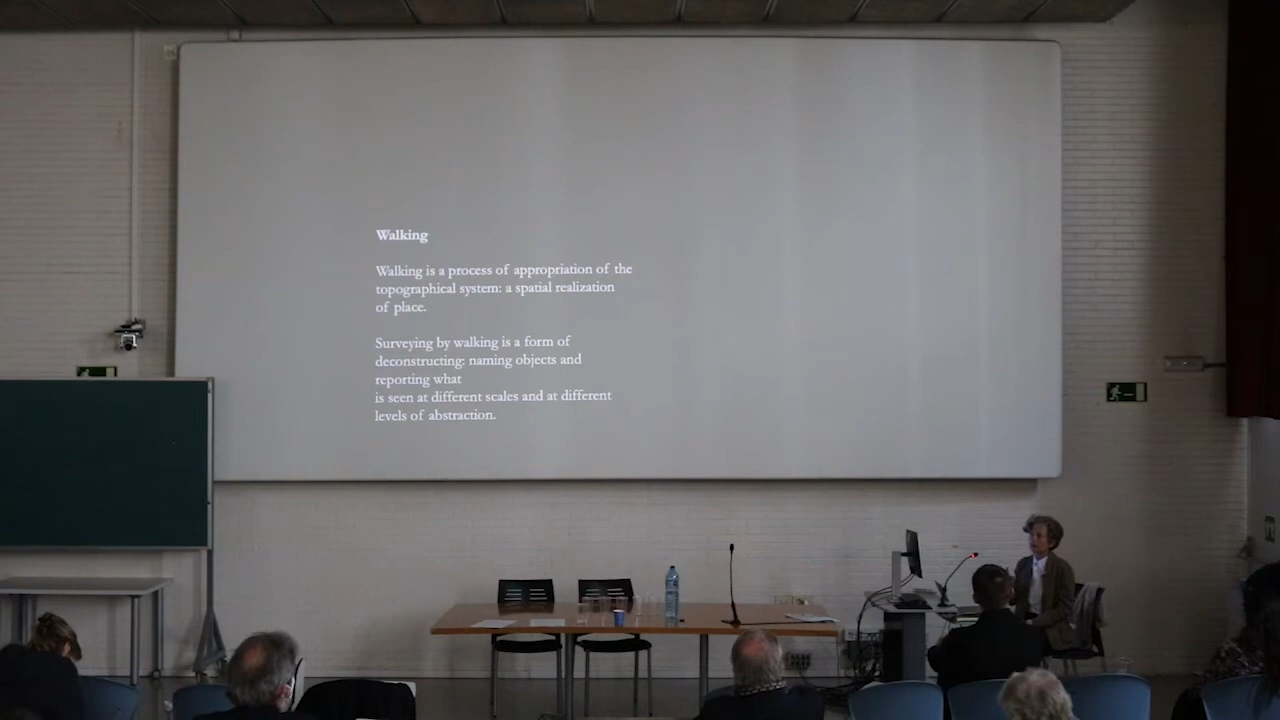 Walking
Walking is a process of appropriation of the
topographical system: a spatial realization
of place.
Surveying by walking is a form of
deconstructing: naming objects and
reporting what
is seen at different scales and at different
levels of abstraction.